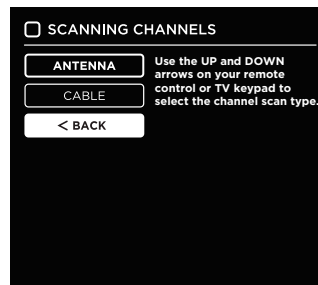 SCANNING CHANNELS
ANTENNA
CABLE
< BACK
Use the UP and DOWN
arrows on your remote
control or TV keypad to
select the channel scan type.